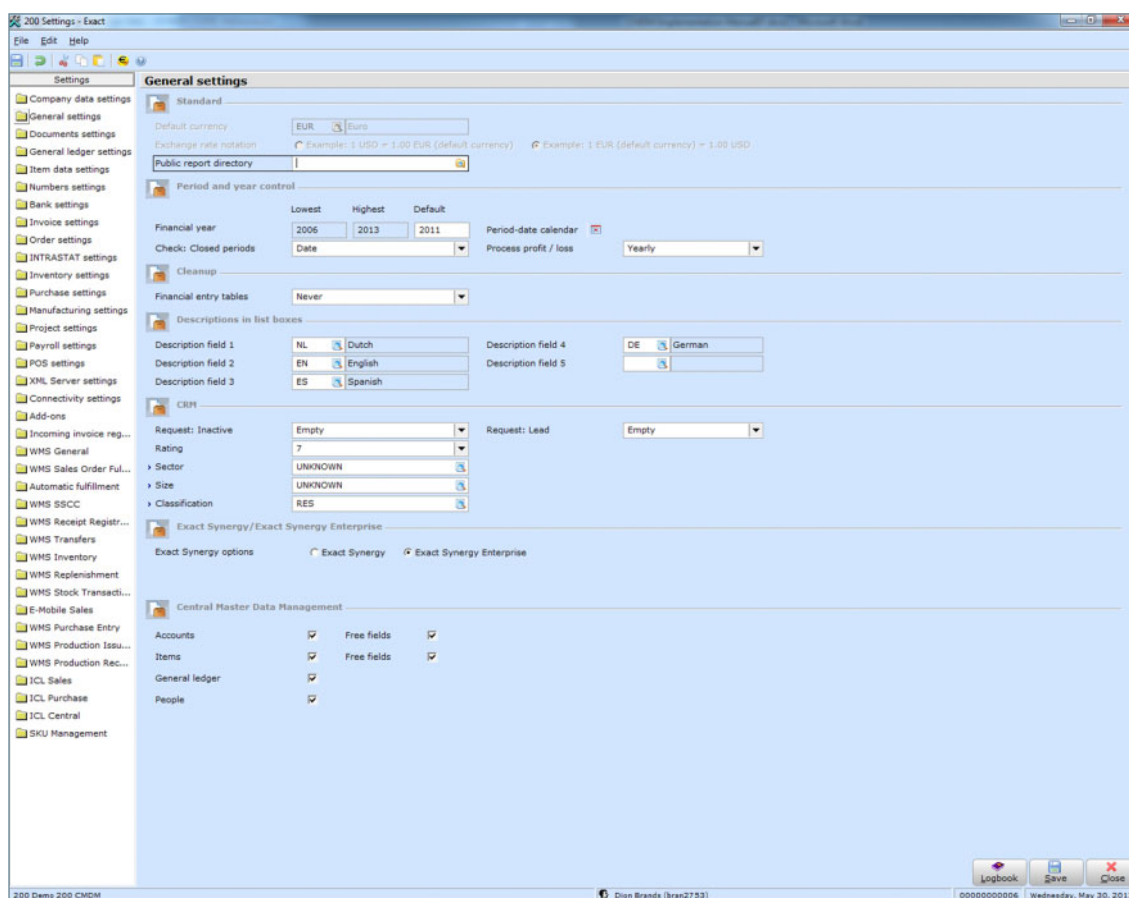 200 Settings - Exact
File Edit Help
Settings
Company data settings
General settings
Documents settings
General ledger settings
Item data settings
Numbers settings
Bank settings
Invoice settings
Order settings
INTRASTAT settings
Inventory settings
Purchase settings
Manufacturing settings
Project settings
Payroll settings
POS settings
XML Server settings
Connectivity settings
Add-ons
Incoming invoice reg...
WMS General
WMS Sales Order Ful...
Automatic fulfillment
WMS SSCC
WMS Receipt Registr...
WMS Transfers
WMS Inventory
WMS Replenishment
WMS Stock Transacti...
E-Mobile Sales
WMS Purchase Entry
WMS Production Issu...
WMS Production Rec...
ICL Sales
ICL Purchase
ICL Central
SKU Management
General settings
Standard
Default currency EUR Euro
Exchange rate notation Example: 1 USD = 1.00 EUR (default currency) Example: 1 EUR (default currency) = 1.00 USD
Public report directory
Period and year control
Lowest Highest Default
Financial year 2006 2013 2011 Period-date calendar
Check: Closed periods Date Process profit / loss Yearly
Cleanup
Financial entry tables Never
Descriptions in list boxes
Description field 1 NL Dutch Description field 4 DE German
Description field 2 EN English Description field 5
Description field 3 ES Spanish
CRM
Request: Inactive Empty Request: Lead Empty
Rating 7
Sector UNKNOWN
Size UNKNOWN
Classification RES
Exact Synergy/Exact Synergy Enterprise
Exact Synergy options Exact Synergy Exact Synergy Enterprise
Central Master Data Management
Accounts Free fields
Items Free fields
General ledger
People
Logbook Save Close
200 Demo 200 CMDM Dion Brands (bran2753) 00000000006 Wednesday, May 30, 201